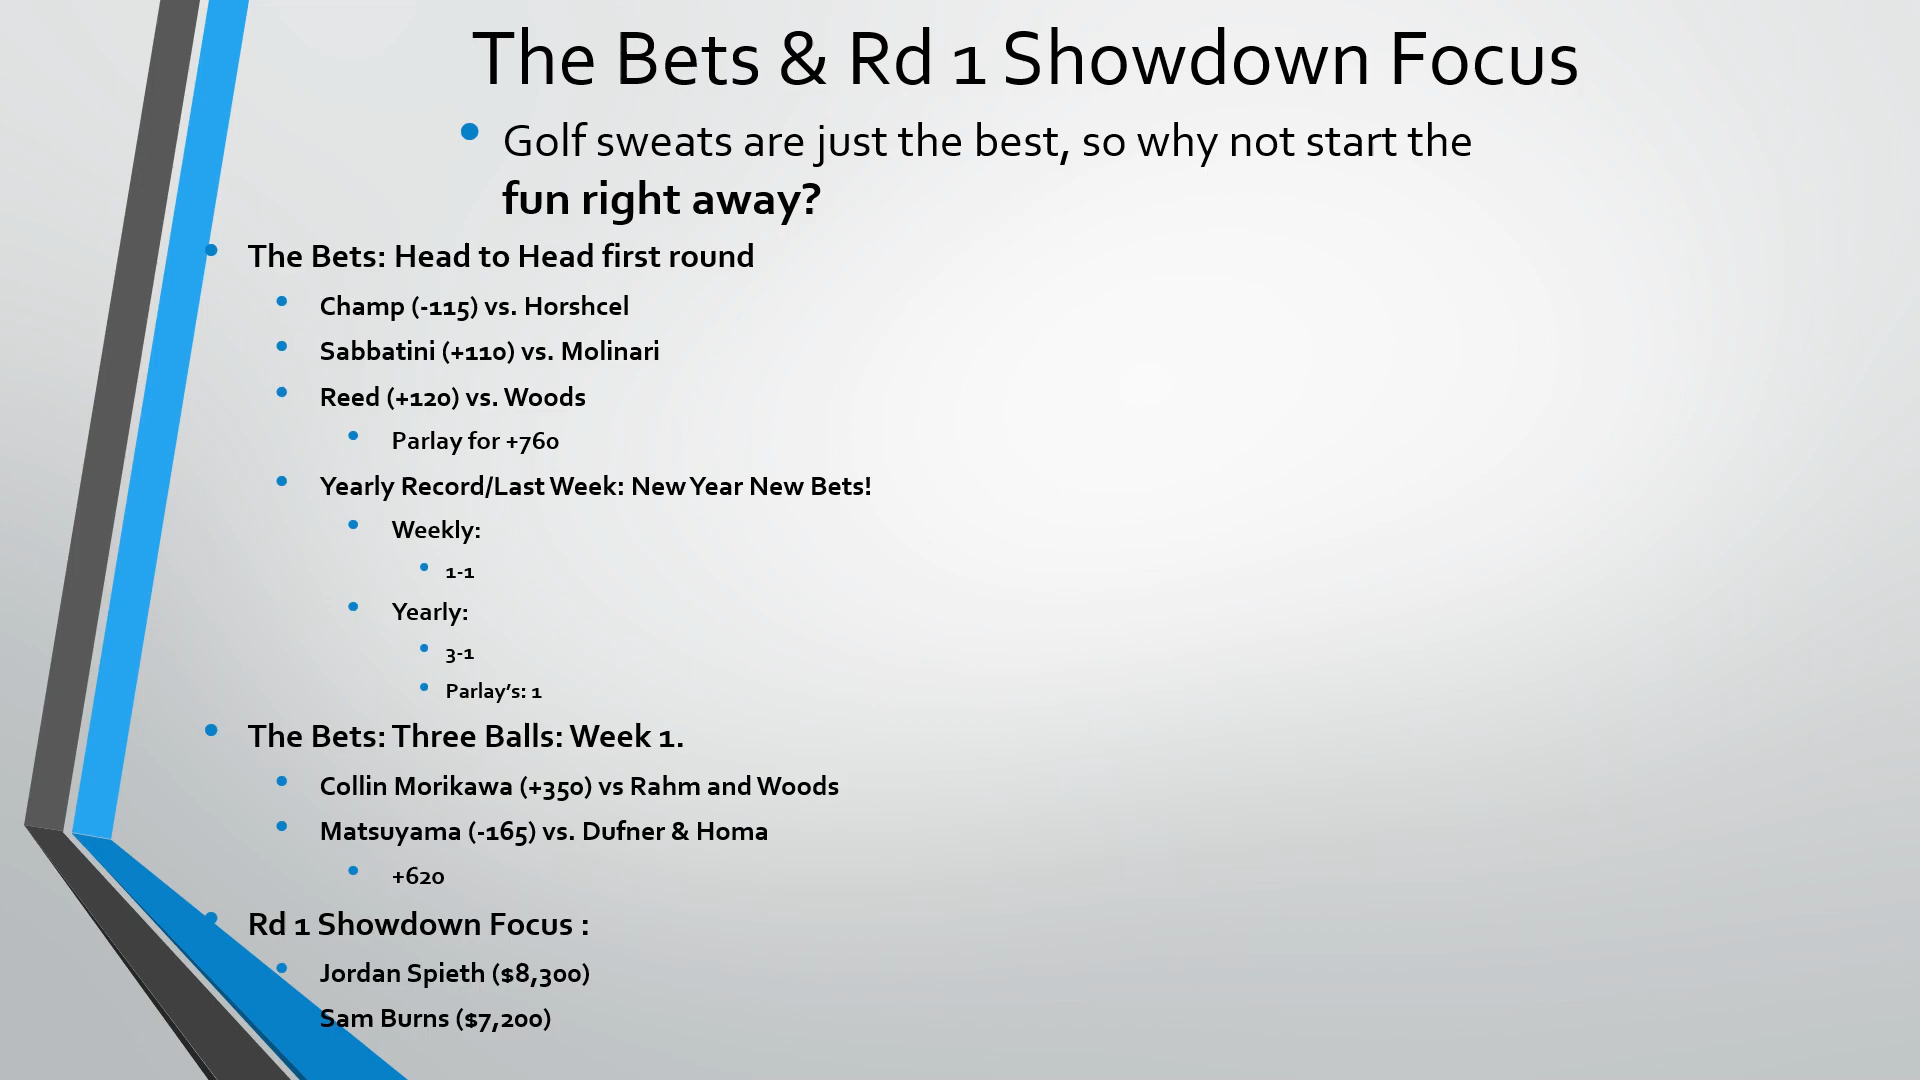 The Bets & Rd 1 Showdown Focus
Golf sweats are just the best, so why not start the
fun right away?
The Bets: Head to Head first round
Champ (-115) vs. Horshcel
Sabbatini (+110) vs. Molinari
Reed (+120) vs. Woods
Parlay for +760
Yearly Record/Last Week: New Year New Bets!
Weekly:
1-1
Yearly:
3-1
Parlay’s: 1
The Bets: Three Balls: Week 1.
Collin Morikawa (+350) vs Rahm and Woods
Matsuyama (-165) vs. Dufner & Homa
+620
Rd 1 Showdown Focus :
Jordan Spieth ($8,300)
Sam Burns ($7,200)